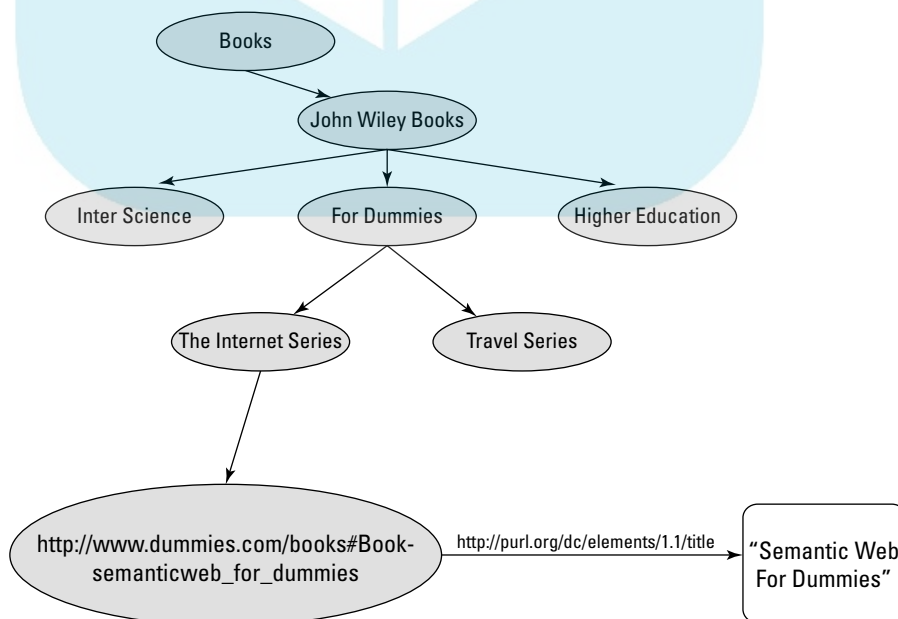 Books
John Wiley Books
Inter Science
For Dummies
Higher Education
The Internet Series
Travel Series
http://www.dummies.com/books#Book-
semanticweb_for_dummies
http://purl.org/dc/elements/1.1/title
“Semantic Web
For Dummies”